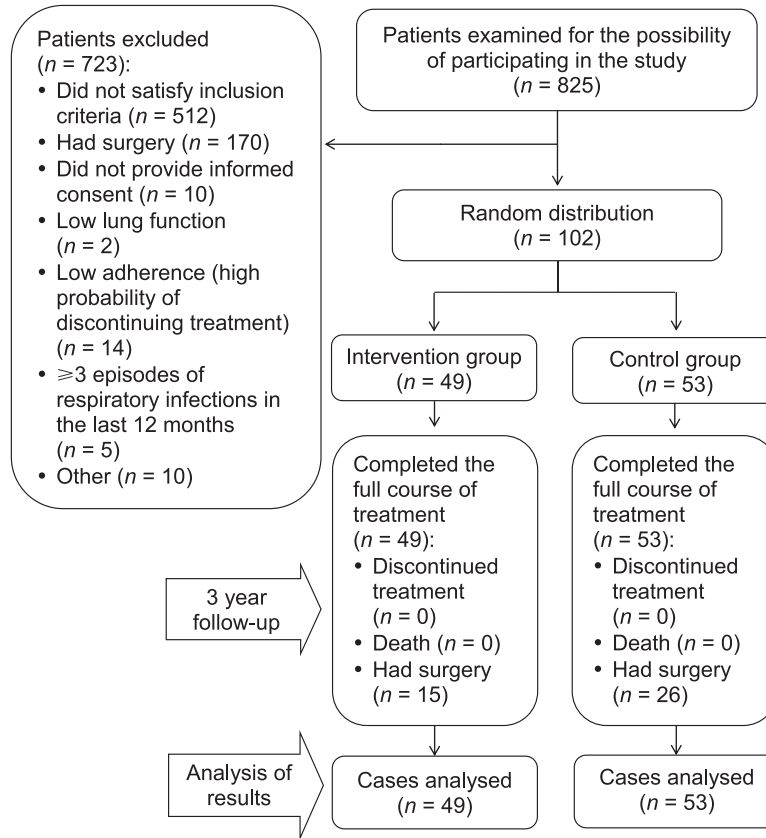 Patients excluded
(n = 723):
• Did not satisfy inclusion
criteria (n = 512)
• Had surgery (n = 170)
• Did not provide informed
consent (n = 10)
• Low lung function
(n = 2)
• Low adherence (high
probability of
discontinuing treatment)
(n = 14)
• ⩾3 episodes of
respiratory infections in
the last 12 months
(n = 5)
• Other (n = 10)
Patients examined for the possibility
of participating in the study
(n = 825)
Random distribution
(n = 102)
Intervention group
(n = 49)
Control group
(n = 53)
3 year
follow-up
Completed the
full course of
treatment
(n = 49):
• Discontinued
treatment
(n = 0)
• Death (n = 0)
• Had surgery
(n = 15)
Completed the
full course of
treatment
(n = 53):
• Discontinued
treatment
(n = 0)
• Death (n = 0)
• Had surgery
(n = 26)
Analysis of
results
Cases analysed
(n = 49)
Cases analysed
(n = 53)